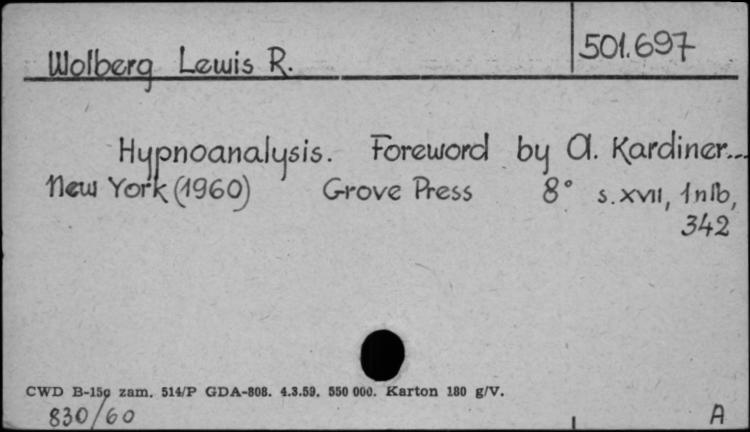 Wolberg Lewis R.
501.697
Hypnoanalysis. Foreword by A. Kardiner...
New York (1960) Grove Press 8° s. XVII, 1 nlb,
342
CWD B-15g zam. 514/P GDA-808. 4.3.59. 550 000. Karton 180 g/V.
830/60
A